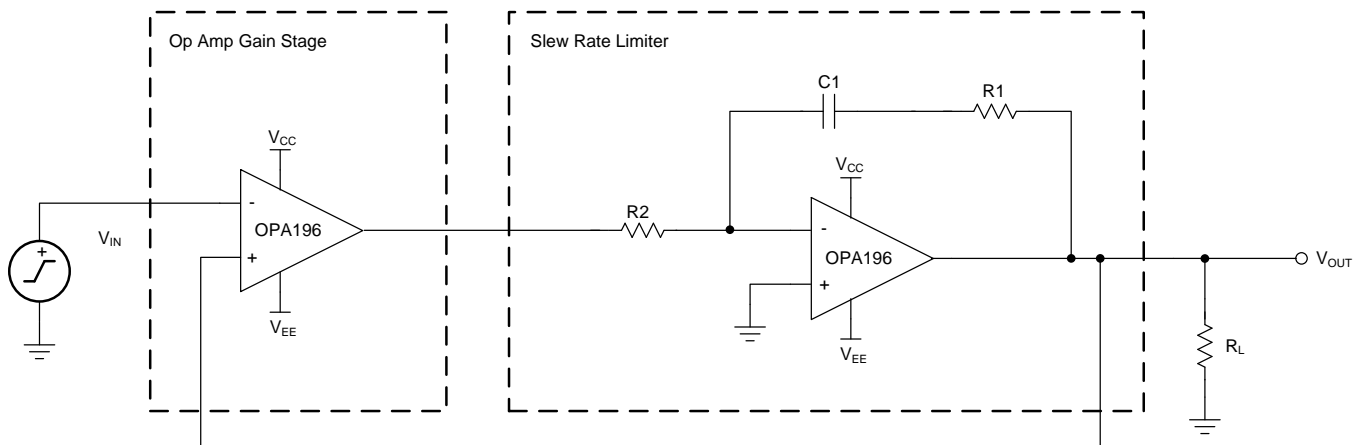 Op Amp Gain Stage
Slew Rate Limiter
C1
R1
VCC
VCC
R2
-
OPA196
+
VIN
+
-
OPA196
+
VOUT
VEE
VEE
RL